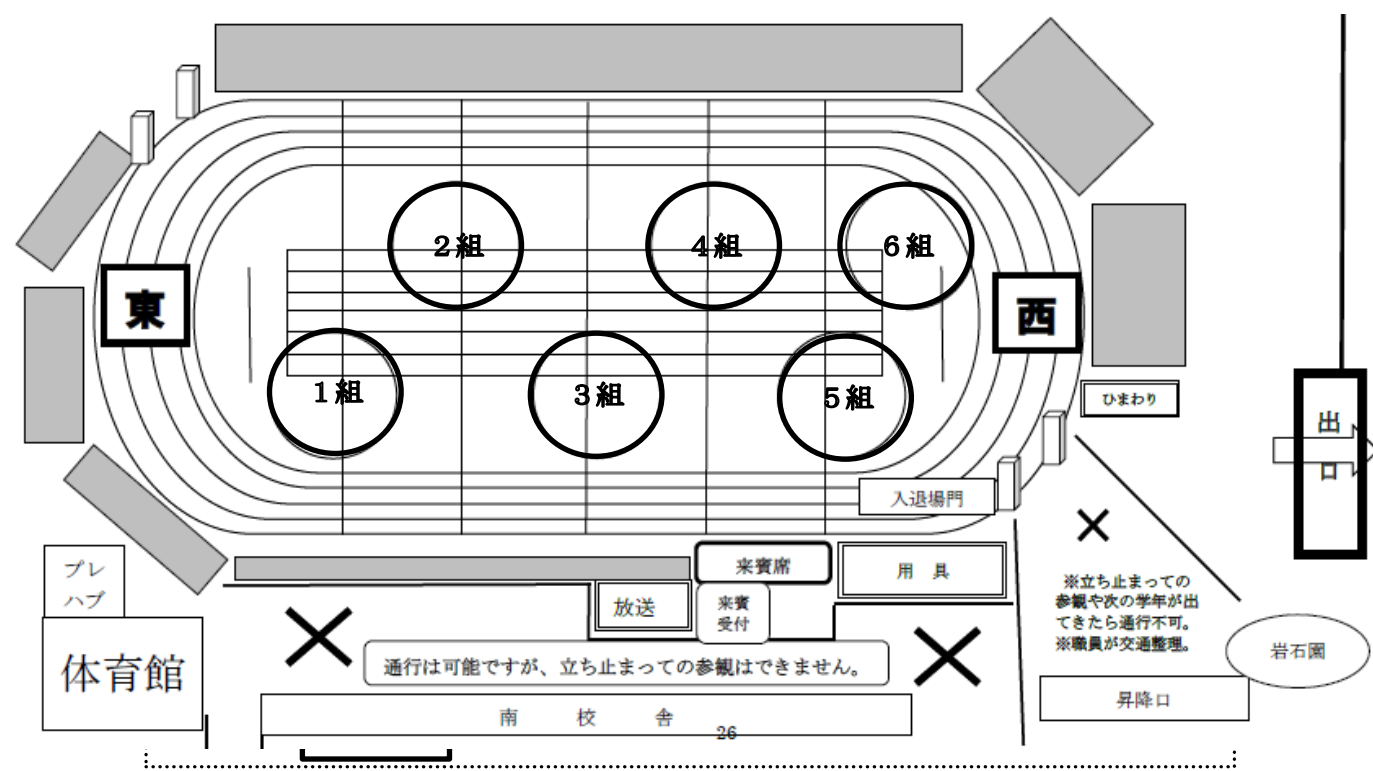 2組
4組
6組
東
西
1組
3組
5組
ひまわり
出
口
入退場門
プレ
ハブ
来賓席
用 具
放送
来賓
受付
※立ち止まっての
参観や次の学年が出
てきたら通行不可。
※職員が交通整理。
体育館
通行は可能ですが、立ち止まっての参観はできません。
岩石園
昇降口
南 校 舎
26